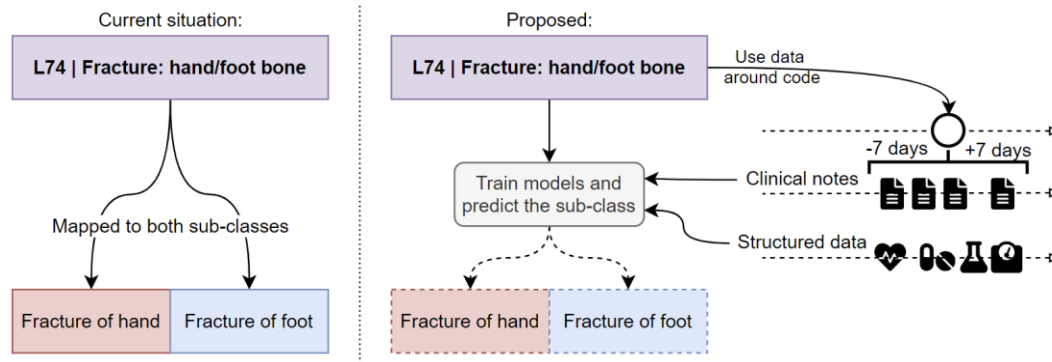 Current situation:
L74 | Fracture: hand/foot bone
Mapped to both sub-classes
Fracture of hand
Fracture of foot
Proposed:
L74 | Fracture: hand/foot bone
Use data
around code
-7 days
+7 days
Train models and
predict the sub-class
Clinical notes
Structured data
Fracture of hand
Fracture of foot